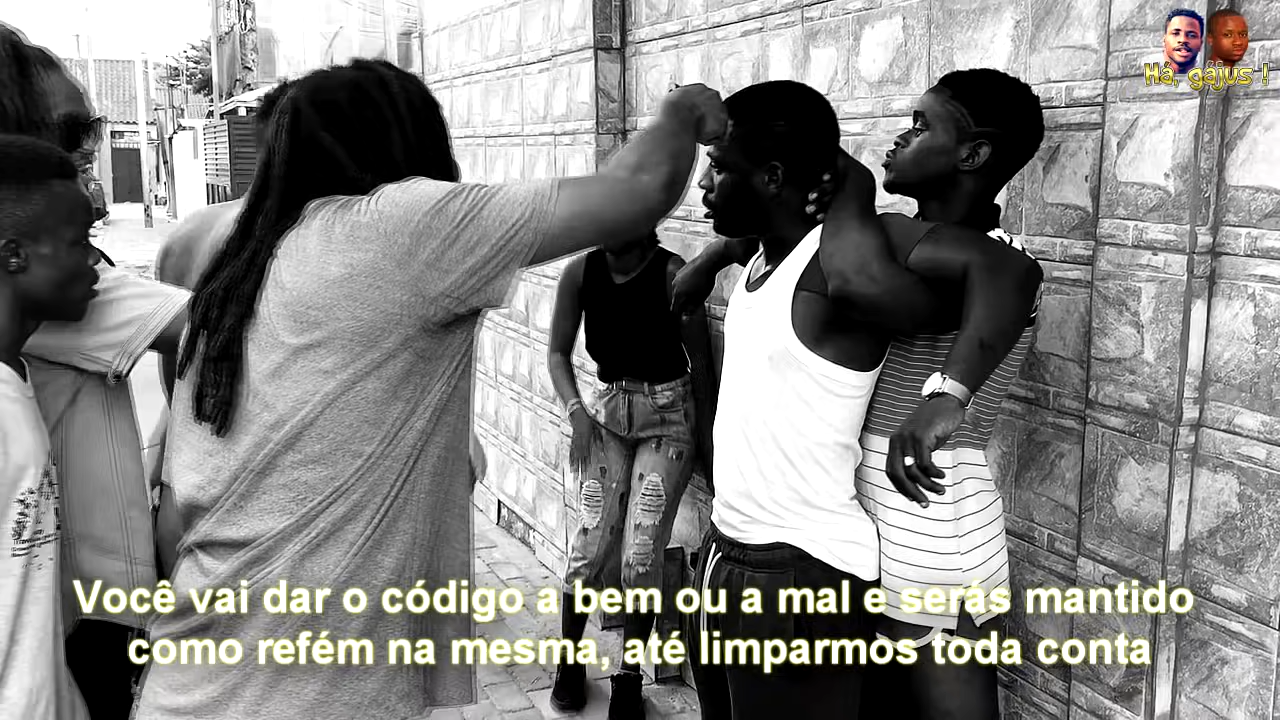 Há, gajus !
Você vai dar o código a bem ou a mal e serás mantido
como refém na mesma, até limparmos toda conta